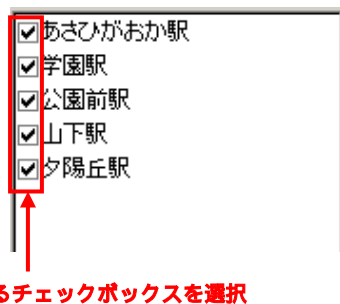 あさひがおか駅
学園駅
公園前駅
山下駅
夕陽丘駅
るチェックボックスを選択